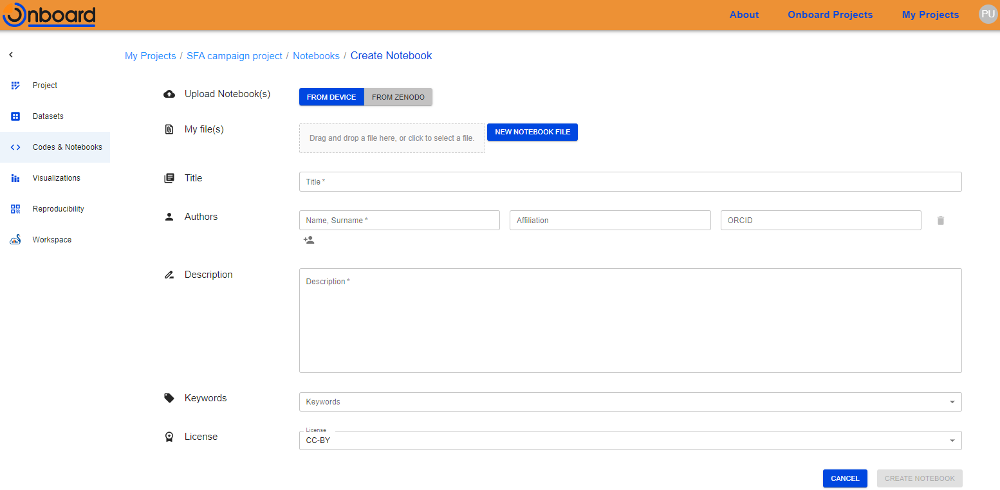 Onboard
About Onboard Projects My Projects PU
My Projects / SFA campaign project / Notebooks / Create Notebook
Project
Datasets
Codes & Notebooks
Visualizations
Reproducibility
Workspace
Upload Notebook(s) FROM DEVICE FROM ZENODO
My file(s) Drag and drop a file here, or click to select a file. NEW NOTEBOOK FILE
Title Title *
Authors Name, Surname * Affiliation ORCID
Description Description *
Keywords Keywords
License License
CC-BY
CANCEL CREATE NOTEBOOK